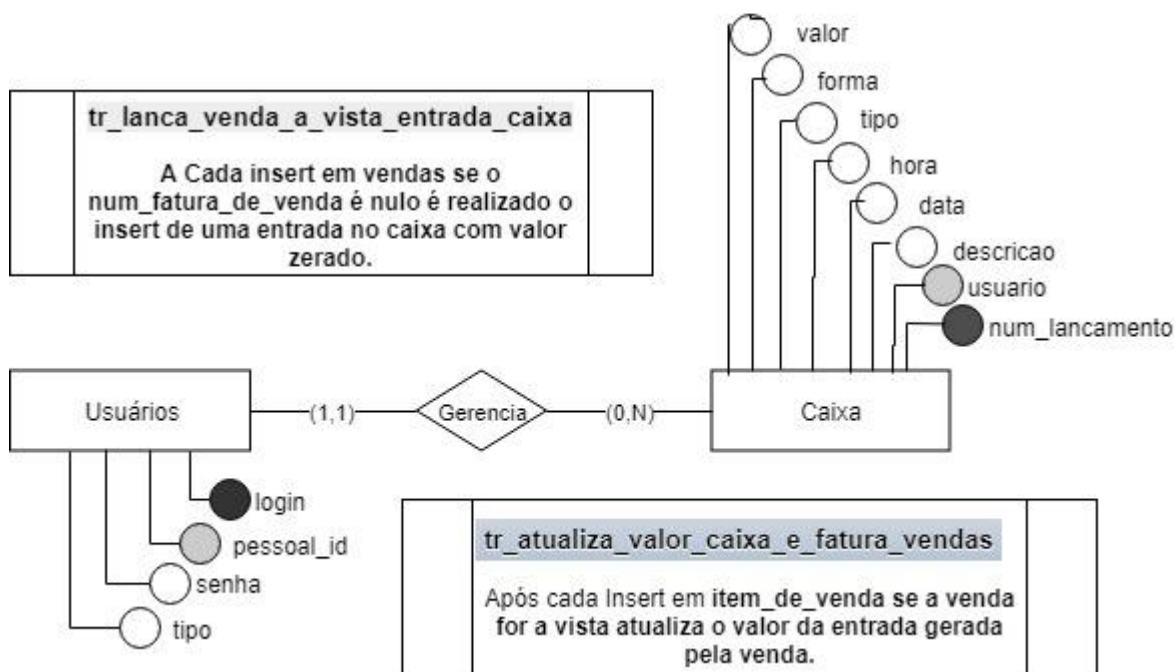 valor
forma
tipo
hora
data
descricao
usuario
num_lancamento
tr_lanca_venda_a_vista_entrada_caixa
A Cada insert em vendas se o
num_fatura_de_venda é nulo é realizado o
insert de uma entrada no caixa com valor
zerado.
Usuários
(1,1)
Gerencia
(0,N)
Caixa
login
pessoal_id
senha
tipo
tr_atualiza_valor_caixa_e_fatura_vendas
Após cada Insert em item_de_venda se a venda
for a vista atualiza o valor da entrada gerada
pela venda.